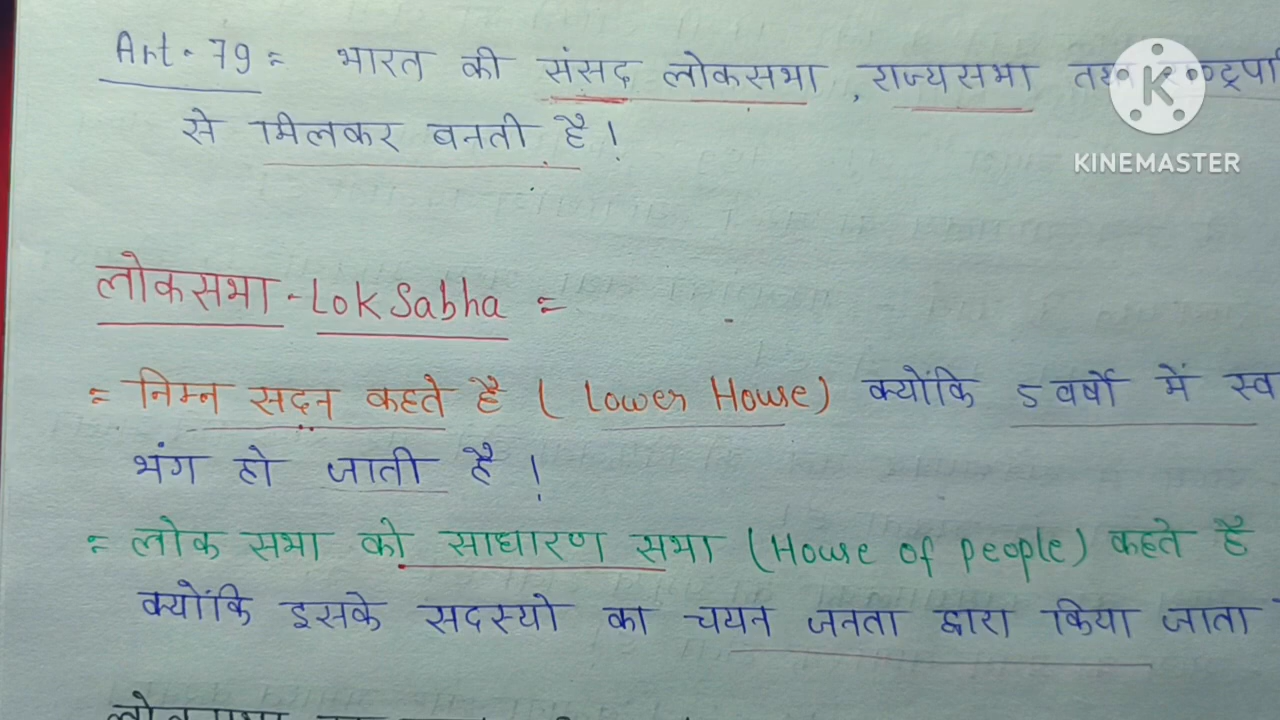 Art. 79 = भारत की संसद लोकसभा, राज्यसभा
से मिलकर बनती है।
K
KINEMASTER
लोकसभा - Lok Sabha =
= निम्न सदन कहते है ( Lower House) क्योंकि 5 वर्षो में स्व
भंग हो जाती है !
= लोक सभा को साधारण सभा (House of people) कहते है
क्योंकि इसके सदस्यो का चयन जनता द्वारा किया जाता